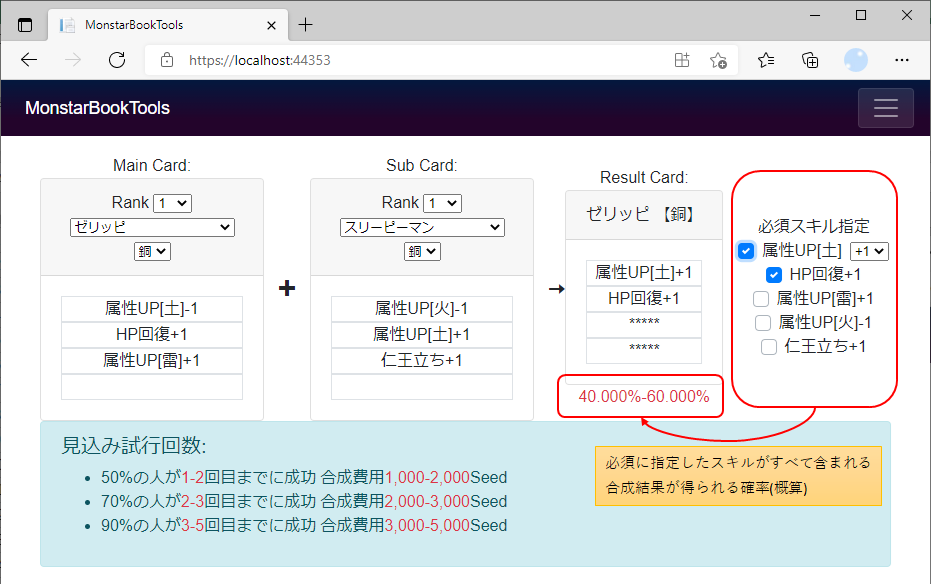 MonstarBookTools
https://localhost:44353
MonstarBookTools
Main Card:
Rank 1
ゼリッピ
銅
属性UP[土]-1
HP回復+1
属性UP[雷]+1
+
Sub Card:
Rank 1
スリーピーマン
銅
属性UP[火]-1
属性UP[土]+1
仁王立ち+1
→
Result Card:
ゼリッピ 【銅】
属性UP[土]+1
HP回復+1
*****
*****
40.000%-60.000%
必須スキル指定
属性UP[土] +1
HP回復+1
属性UP[雷]+1
属性UP[火]-1
仁王立ち+1
見込み試行回数:
50%の人が1-2回目までに成功 合成費用1,000-2,000Seed
70%の人が2-3回目までに成功 合成費用2,000-3,000Seed
90%の人が3-5回目までに成功 合成費用3,000-5,000Seed
必須に指定したスキルがすべて含まれる
合成結果が得られる確率(概算)